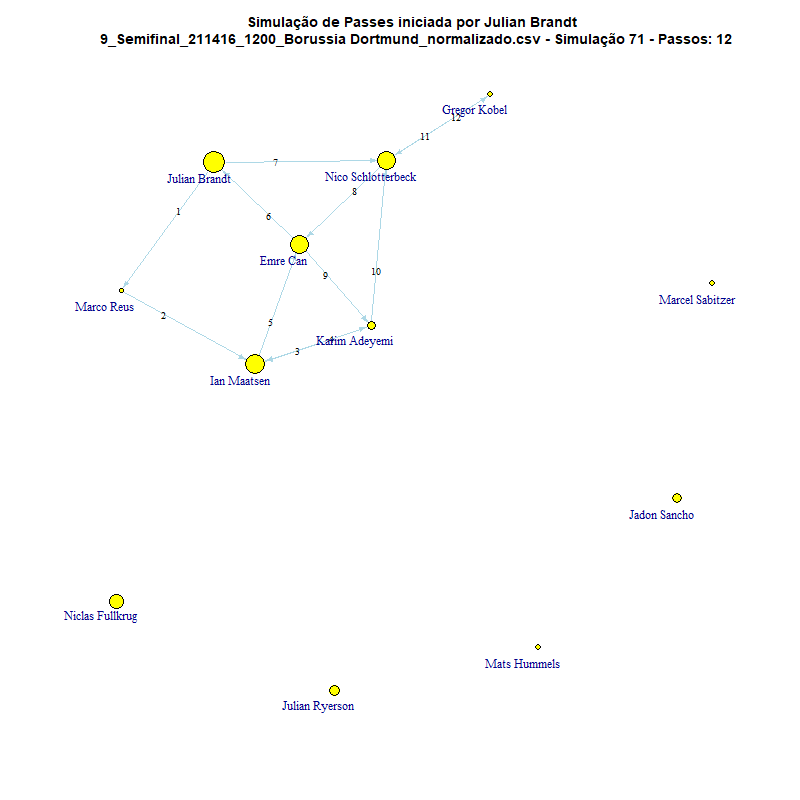 Simulação de Passes iniciada por Julian Brandt
9_Semifinal_211416_1200_Borussia Dortmund_normalizado.csv - Simulação 71 - Passos: 12
Gregor Kobel
12
11
7
Julian Brandt
Nico Schlotterbeck
8
1
6
Emre Can
10
9
Marcel Sabitzer
Marco Reus
2
5
Karim Adeyemi
3
Ian Maatsen
Jadon Sancho
Niclas Fullkrug
Mats Hummels
Julian Ryerson